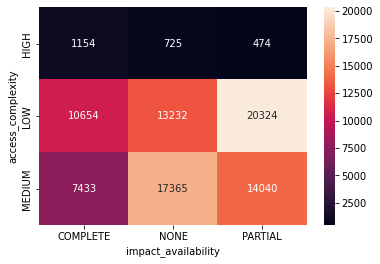 HIGH 1154 725 474
LOW 10654 13232 20324
MEDIUM 7433 17365 14040
access_complexity
COMPLETE NONE PARTIAL
impact_availability
20000
17500
15000
12500
10000
7500
5000
2500